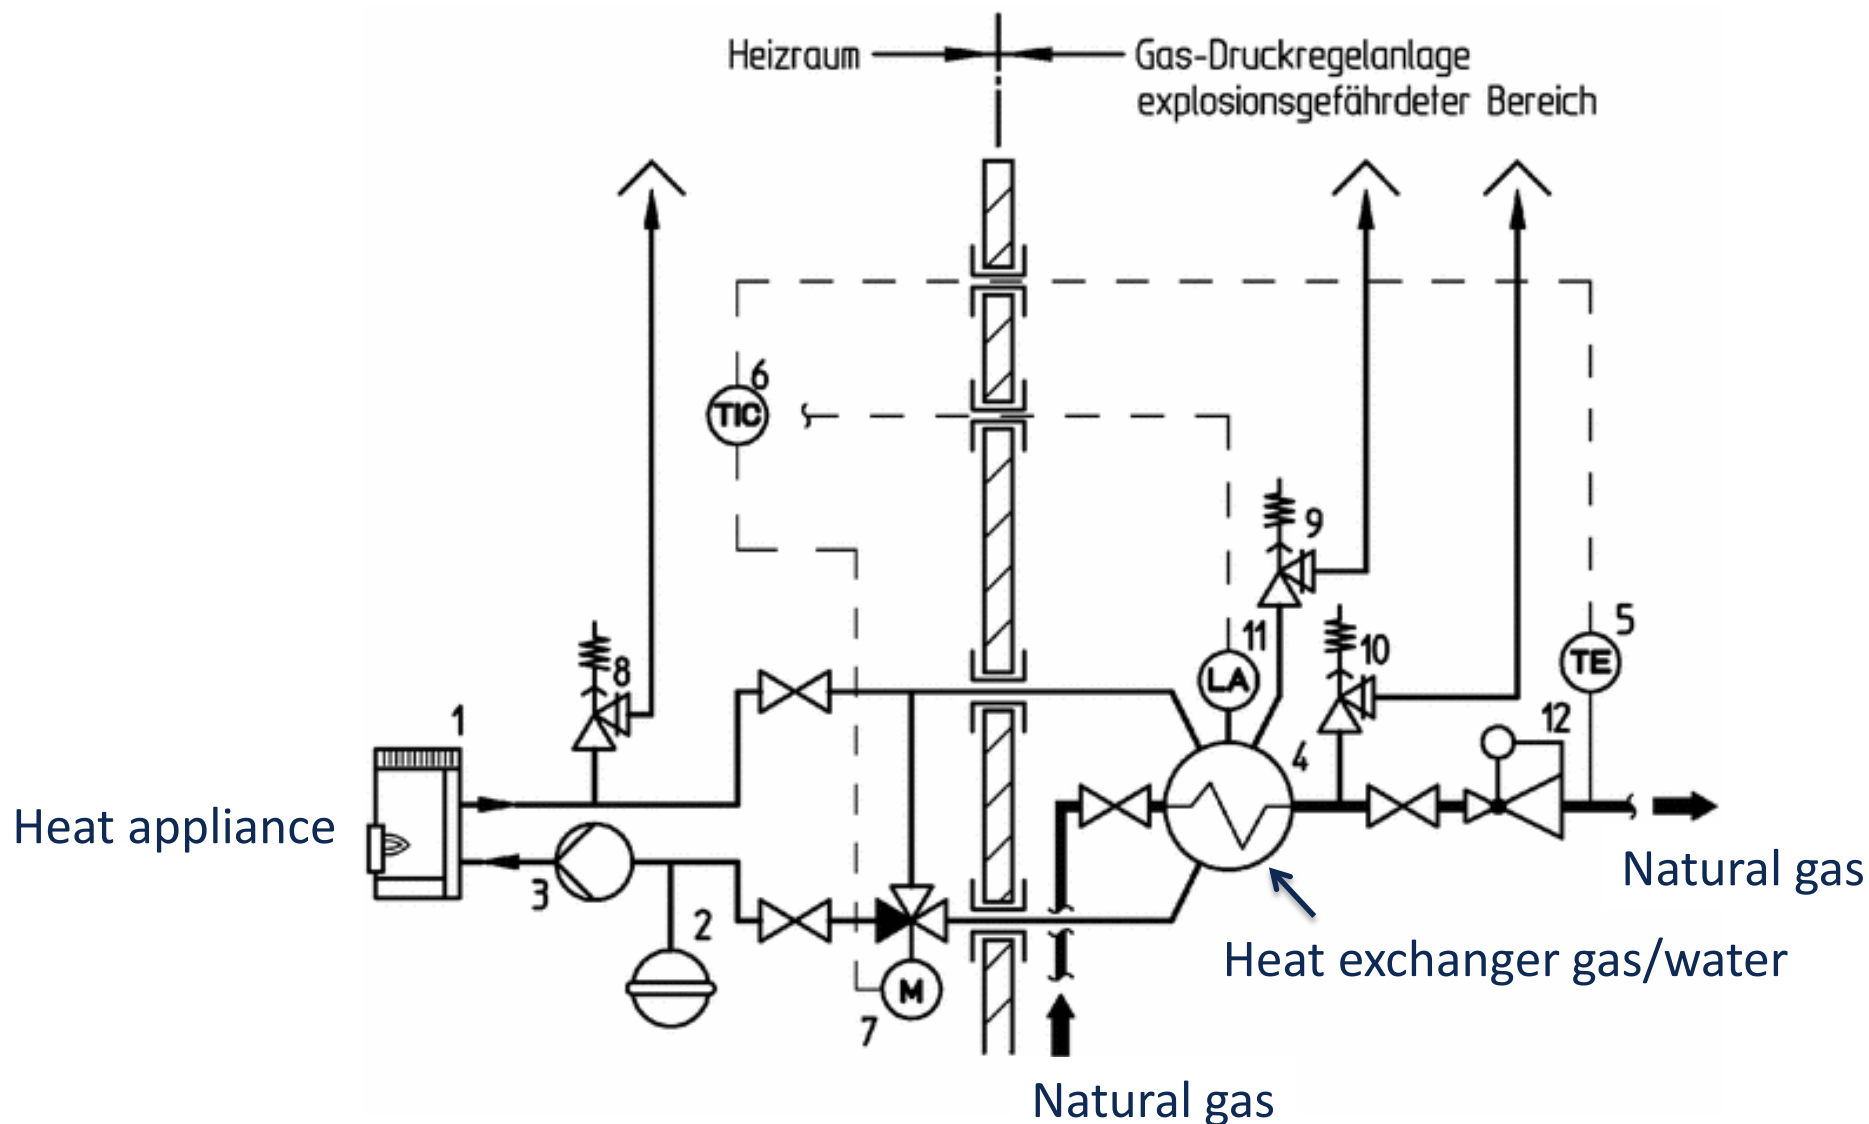 Heizraum
Gas-Druckregelanlage
explosionsgefährdeter Bereich
6
TIC
9
11
10
5
LA
TE
8
1
12
4
Heat appliance
3
2
Natural gas
M
7
Heat exchanger gas/water
Natural gas